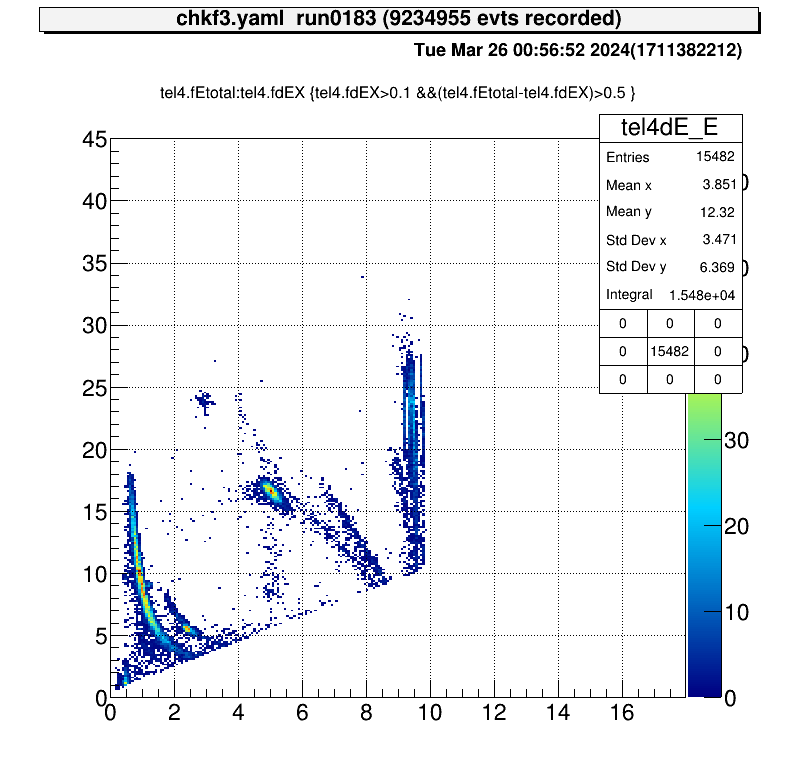 chkf3.yaml run0183 (9234955 evts recorded)
Tue Mar 26 00:56:52 2024(1711382212)
tel4.fEtotal:tel4.fdEX {tel4.fdEX>0.1 &&(tel4.fEtotal-tel4.fdEX)>0.5 }
tel4dE_E
Entries 15482
Mean x 3.851
Mean y 12.32
Std Dev x 3.471
Std Dev y 6.369
Integral 1.548e+04
0 0 0
0 15482 0
0 0 0
45
40
35
30
25
20
15
10
5
0
0 2 4 6 8 10 12 14 16
30
20
10
0